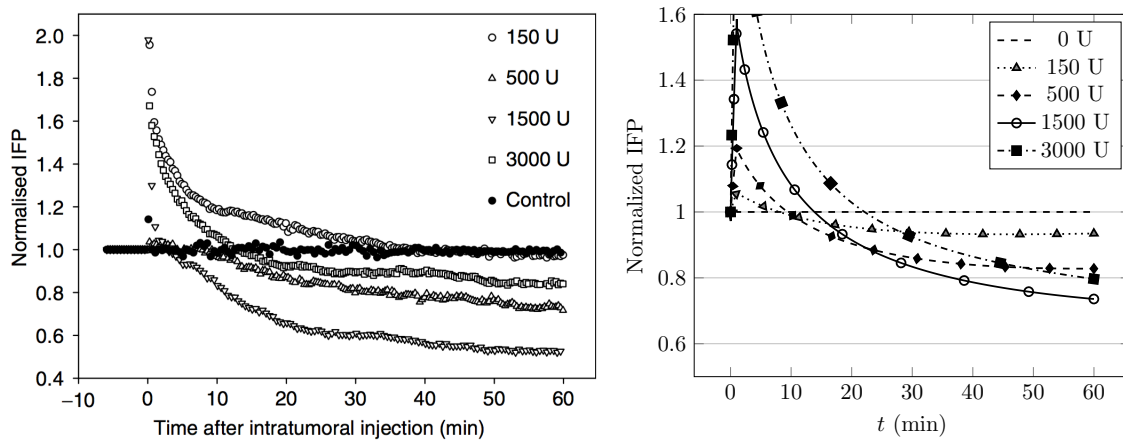 Normalised IFP
2.0
1.8
1.6
1.4
1.2
1.0
0.8
0.6
0.4
−10
0
10
20
30
40
50
60
Time after intratumoral injection (min)
150 U
500 U
1500 U
3000 U
Control
Normalized IFP
1.6
1.4
1.2
1
0.8
0.6
0
10
20
30
40
50
60
t (min)
0 U
150 U
500 U
1500 U
3000 U